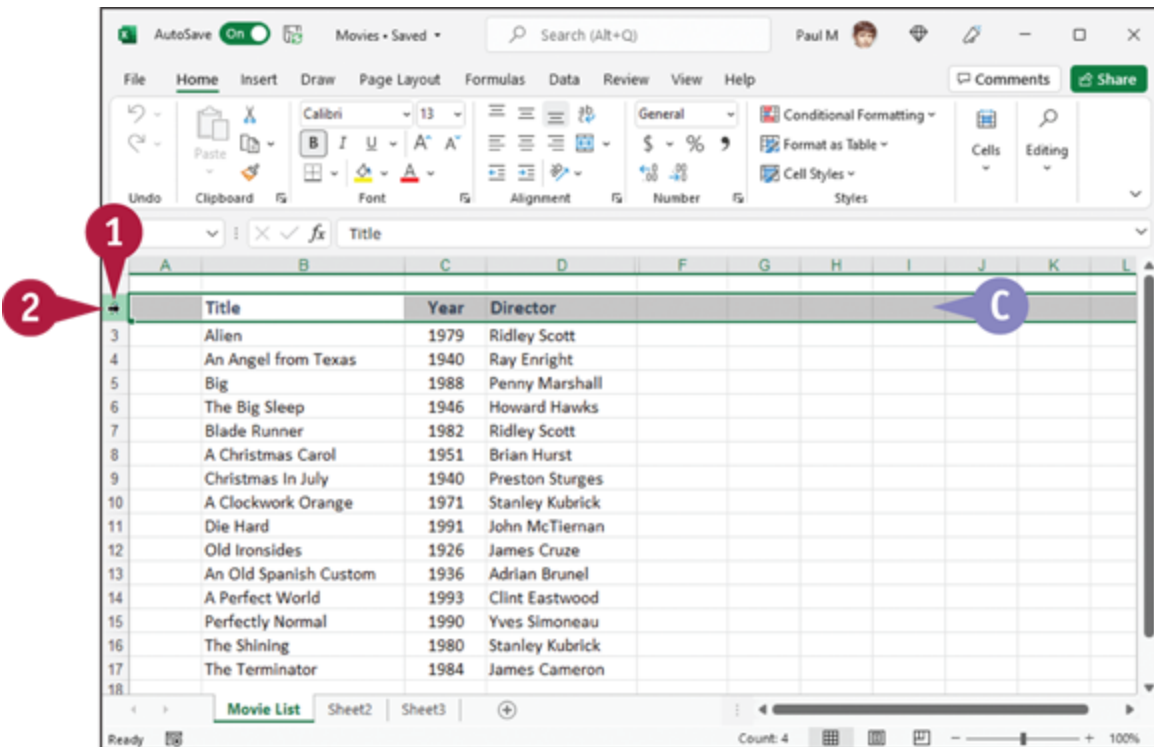 AutoSave On Movies • Saved Search (Alt+Q) Paul M
File Home Insert Draw Page Layout Formulas Data Review View Help Comments Share
Calibri 13 General Conditional Formatting
Paste B I U A A $ % Format as Table Cells Editing
A Cell Styles
Undo Clipboard Font Alignment Number Styles
1
fx Title
A B C D F G H I J K L
2 Title Year Director C
3 Alien 1979 Ridley Scott
4 An Angel from Texas 1940 Ray Enright
5 Big 1988 Penny Marshall
6 The Big Sleep 1946 Howard Hawks
7 Blade Runner 1982 Ridley Scott
8 A Christmas Carol 1951 Brian Hurst
9 Christmas In July 1940 Preston Sturges
10 A Clockwork Orange 1971 Stanley Kubrick
11 Die Hard 1991 John McTiernan
12 Old Ironsides 1926 James Cruze
13 An Old Spanish Custom 1936 Adrian Brunel
14 A Perfect World 1993 Clint Eastwood
15 Perfectly Normal 1990 Yves Simoneau
16 The Shining 1980 Stanley Kubrick
17 The Terminator 1984 James Cameron
18
Movie List Sheet2 Sheet3
Ready Count: 4 100%